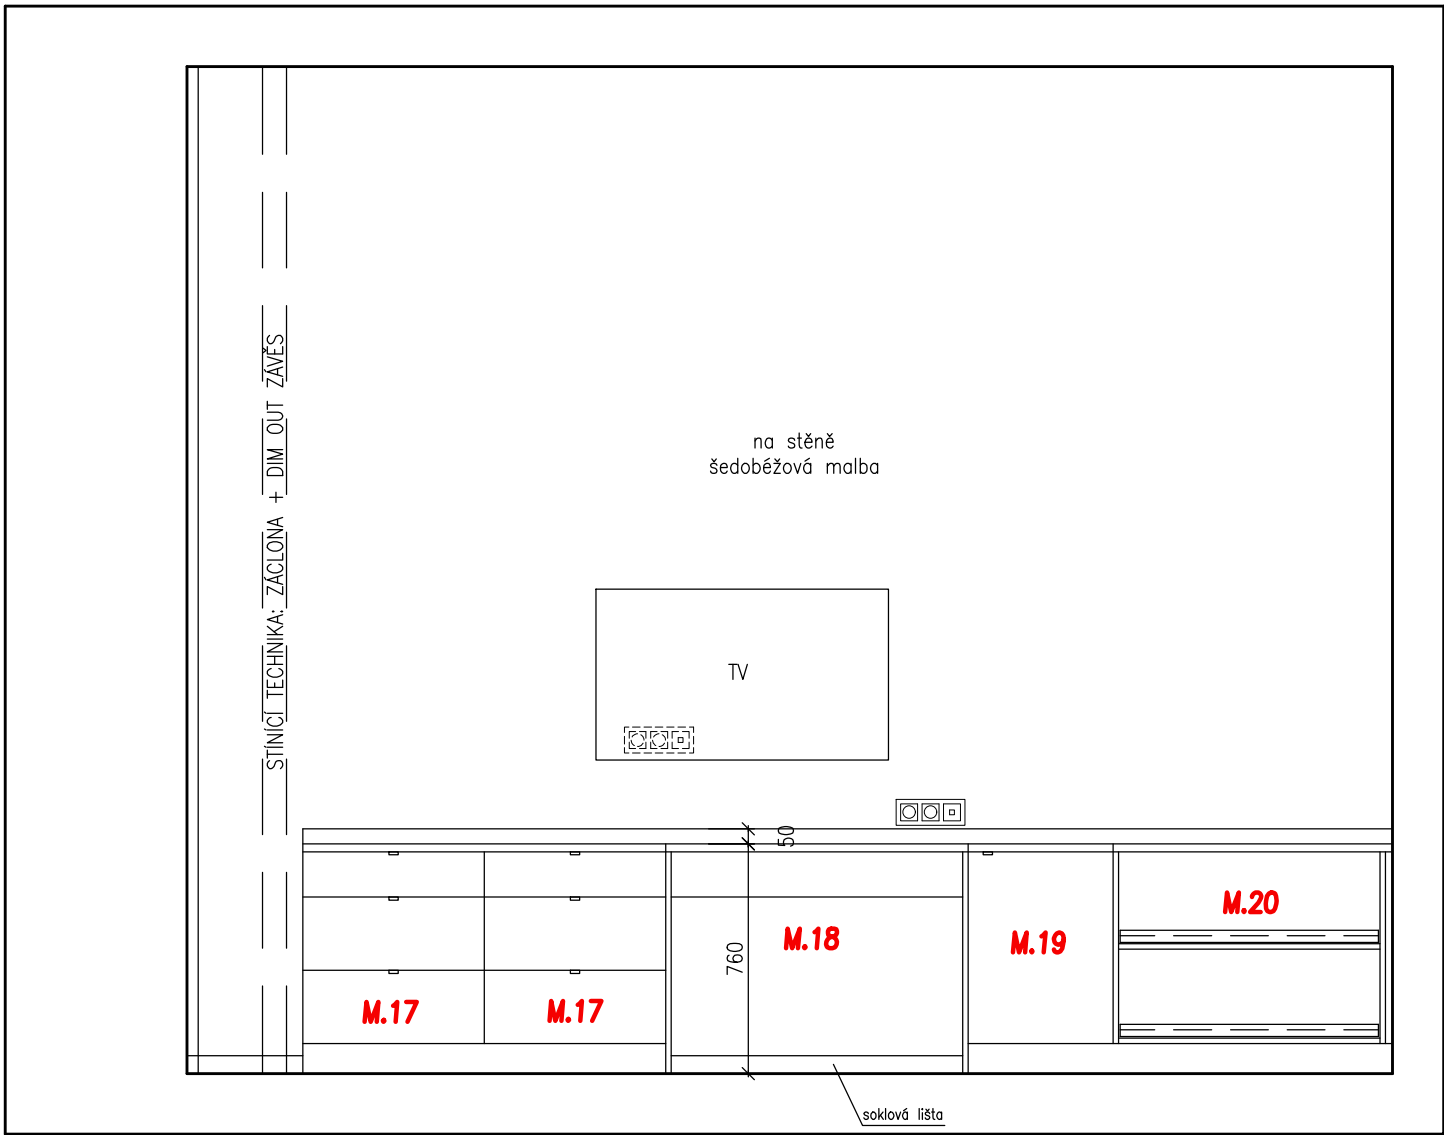 STÍNÍCÍ TECHNIKA: ZÁCLONA + DIM OUT ZÁVĚS
na stěně
šedobéžová malba
TV
50
760
M.17
M.17
M.18
M.19
M.20
soklová lišta